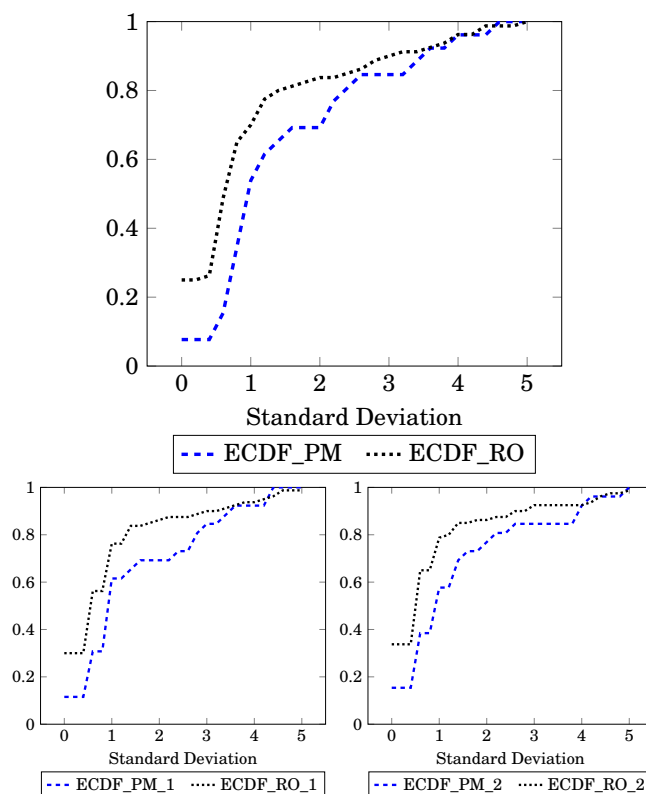 1
0.8
0.6
0.4
0.2
0
0 1 2 3 4 5
Standard Deviation
ECDF_PM ECDF_RO
1
0.8
0.6
0.4
0.2
0
0 1 2 3 4 5
Standard Deviation
ECDF_PM_1 ECDF_RO_1
1
0.8
0.6
0.4
0.2
0
0 1 2 3 4 5
Standard Deviation
ECDF_PM_2 ECDF_RO_2